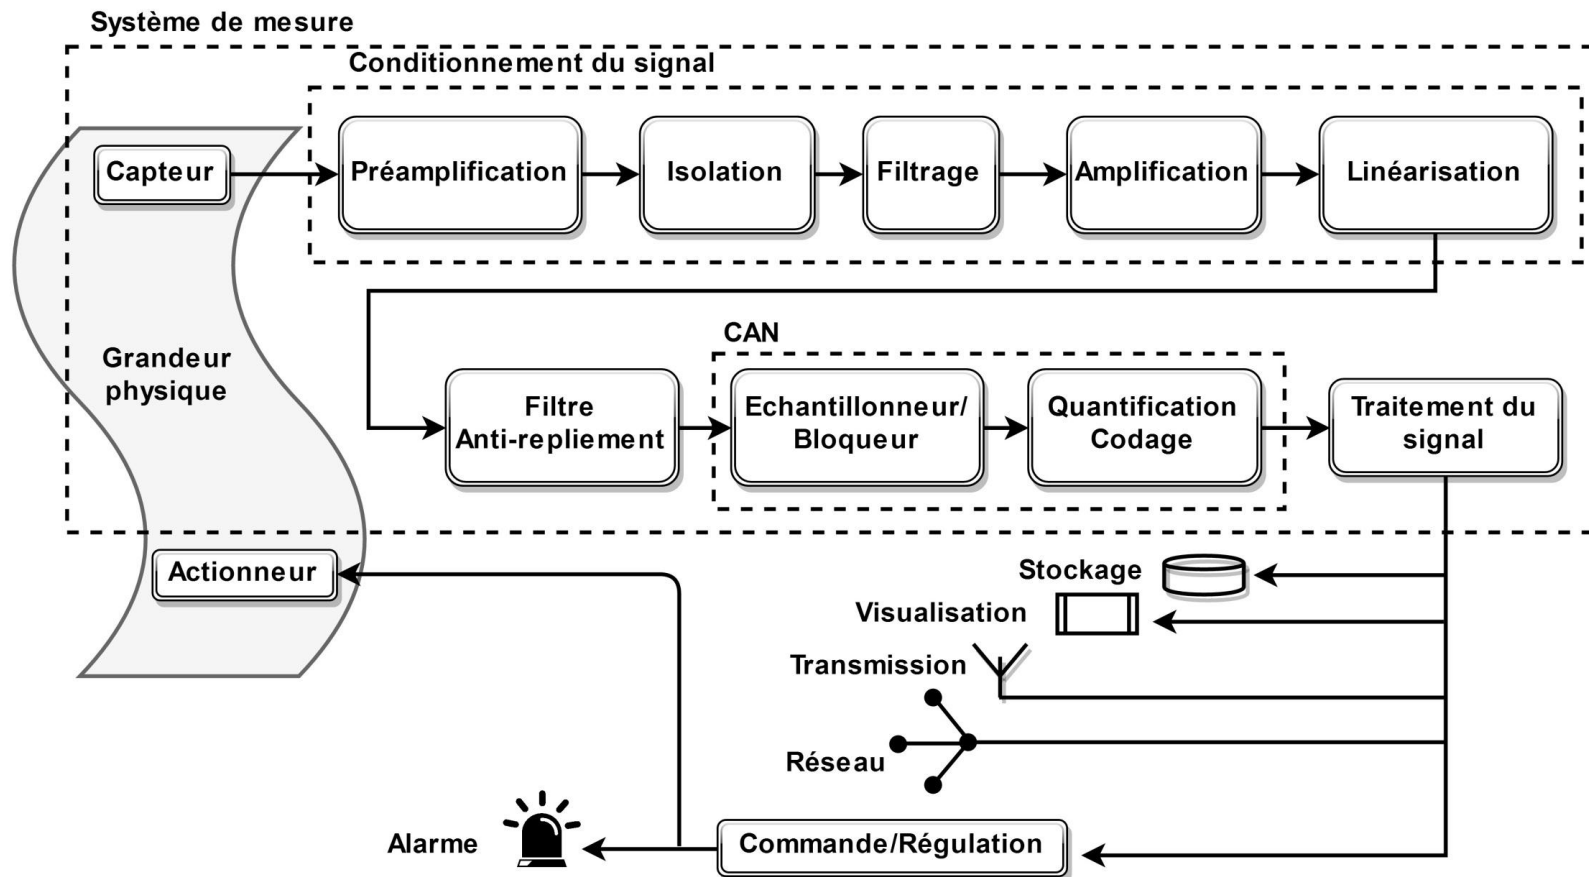 Système de mesure
Conditionnement du signal
Capteur
Préamplification
Isolation
Filtrage
Amplification
Linéarisation
CAN
Grandeur
physique
Filtre
Anti-repliement
Echantillonneur/
Bloqueur
Quantification
Codage
Traitement du
signal
Actionneur
Stockage
Visualisation
Transmission
Réseau
Alarme
Commande/Régulation